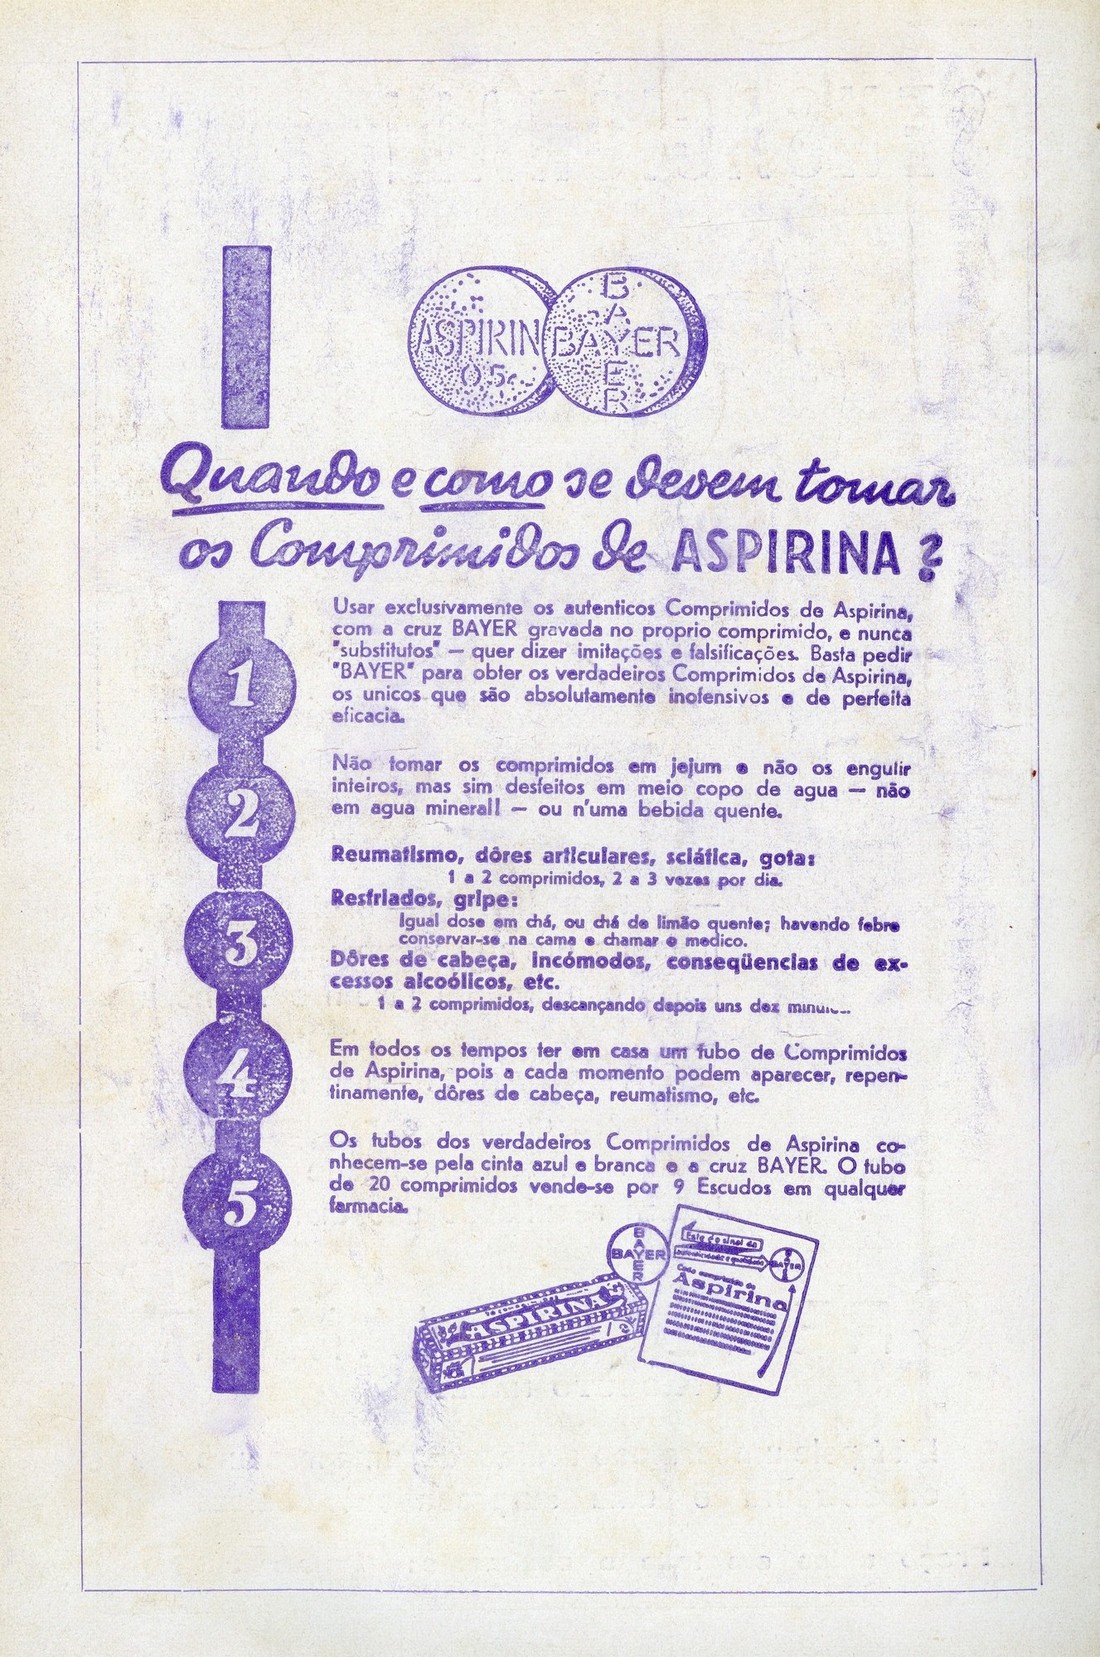 ASPIRIN
0,5
BAYER
BAYER
Quando e como se devem tomar
os Comprimidos de ASPIRINA ?
1
Usar exclusivamente os autenticos Comprimidos de Aspirina,
com a cruz BAYER gravada no proprio comprimido, e nunca
"substitutos" — quer dizer imitações e falsificações. Basta pedir
"BAYER" para obter os verdadeiros Comprimidos de Aspirina,
os unicos que são absolutamente inofensivos e de perfeita
eficacia.
2
Não tomar os comprimidos em jejum e não os engulir
inteiros, mas sim desfeitos em meio copo de agua — não
em agua mineral! — ou n'uma bebida quente.
3
Reumatismo, dôres articulares, sciática, gota:
1 a 2 comprimidos, 2 a 3 vezes por dia.
Resfriados, gripe:
Igual dose em chá, ou chá de limão quente; havendo febre
conservar-se na cama e chamar o medico.
Dôres de cabeça, incómodos, conseqüencias de ex-
cessos alcoólicos, etc.
1 a 2 comprimidos, descançando depois uns dez
4
Em todos os tempos ter em casa um tubo de Comprimidos
de Aspirina, pois a cada momento podem aparecer, repen-
tinamente, dôres de cabeça, reumatismo, etc.
5
Os tubos dos verdadeiros Comprimidos de Aspirina co-
nhecem-se pela cinta azul e branca e a cruz BAYER. O tubo
de 20 comprimidos vende-se por 9 Escudos em qualquer
farmacia.
BAYER
BAYER
ASPIRINA
BAYER
Cada comprimido de
Aspirina